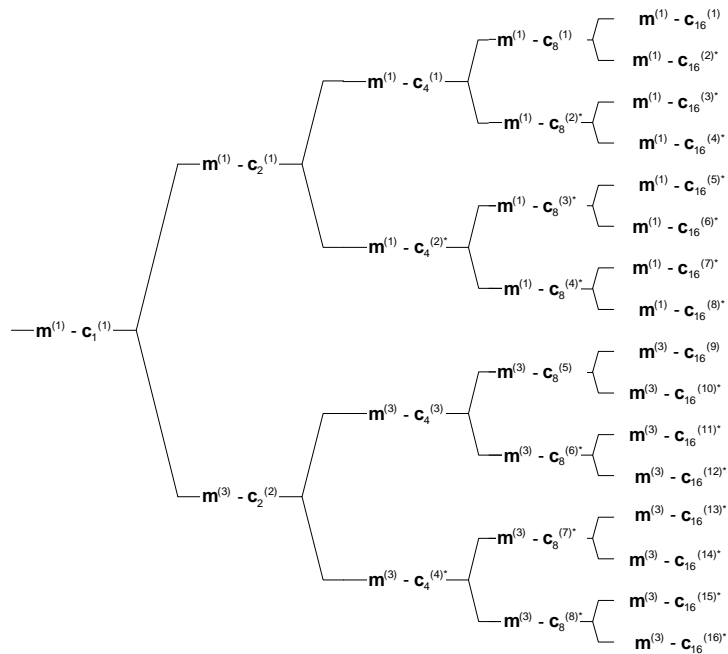 m(1) - c16(1)
m(1) - c8(1)
m(1) - c16(2)*
m(1) - c4(1)
m(1) - c16(3)*
m(1) - c8(2)*
m(1) - c16(4)*
m(1) - c2(1)
m(1) - c16(5)*
m(1) - c8(3)*
m(1) - c16(6)*
m(1) - c4(2)*
m(1) - c16(7)*
m(1) - c8(4)*
m(1) - c16(8)*
m(1) - c1(1)
m(3) - c16(9)
m(3) - c8(5)
m(3) - c16(10)*
m(3) - c4(3)
m(3) - c16(11)*
m(3) - c8(6)*
m(3) - c16(12)*
m(3) - c2(2)
m(3) - c16(13)*
m(3) - c8(7)*
m(3) - c16(14)*
m(3) - c4(4)*
m(3) - c16(15)*
m(3) - c8(8)*
m(3) - c16(16)*